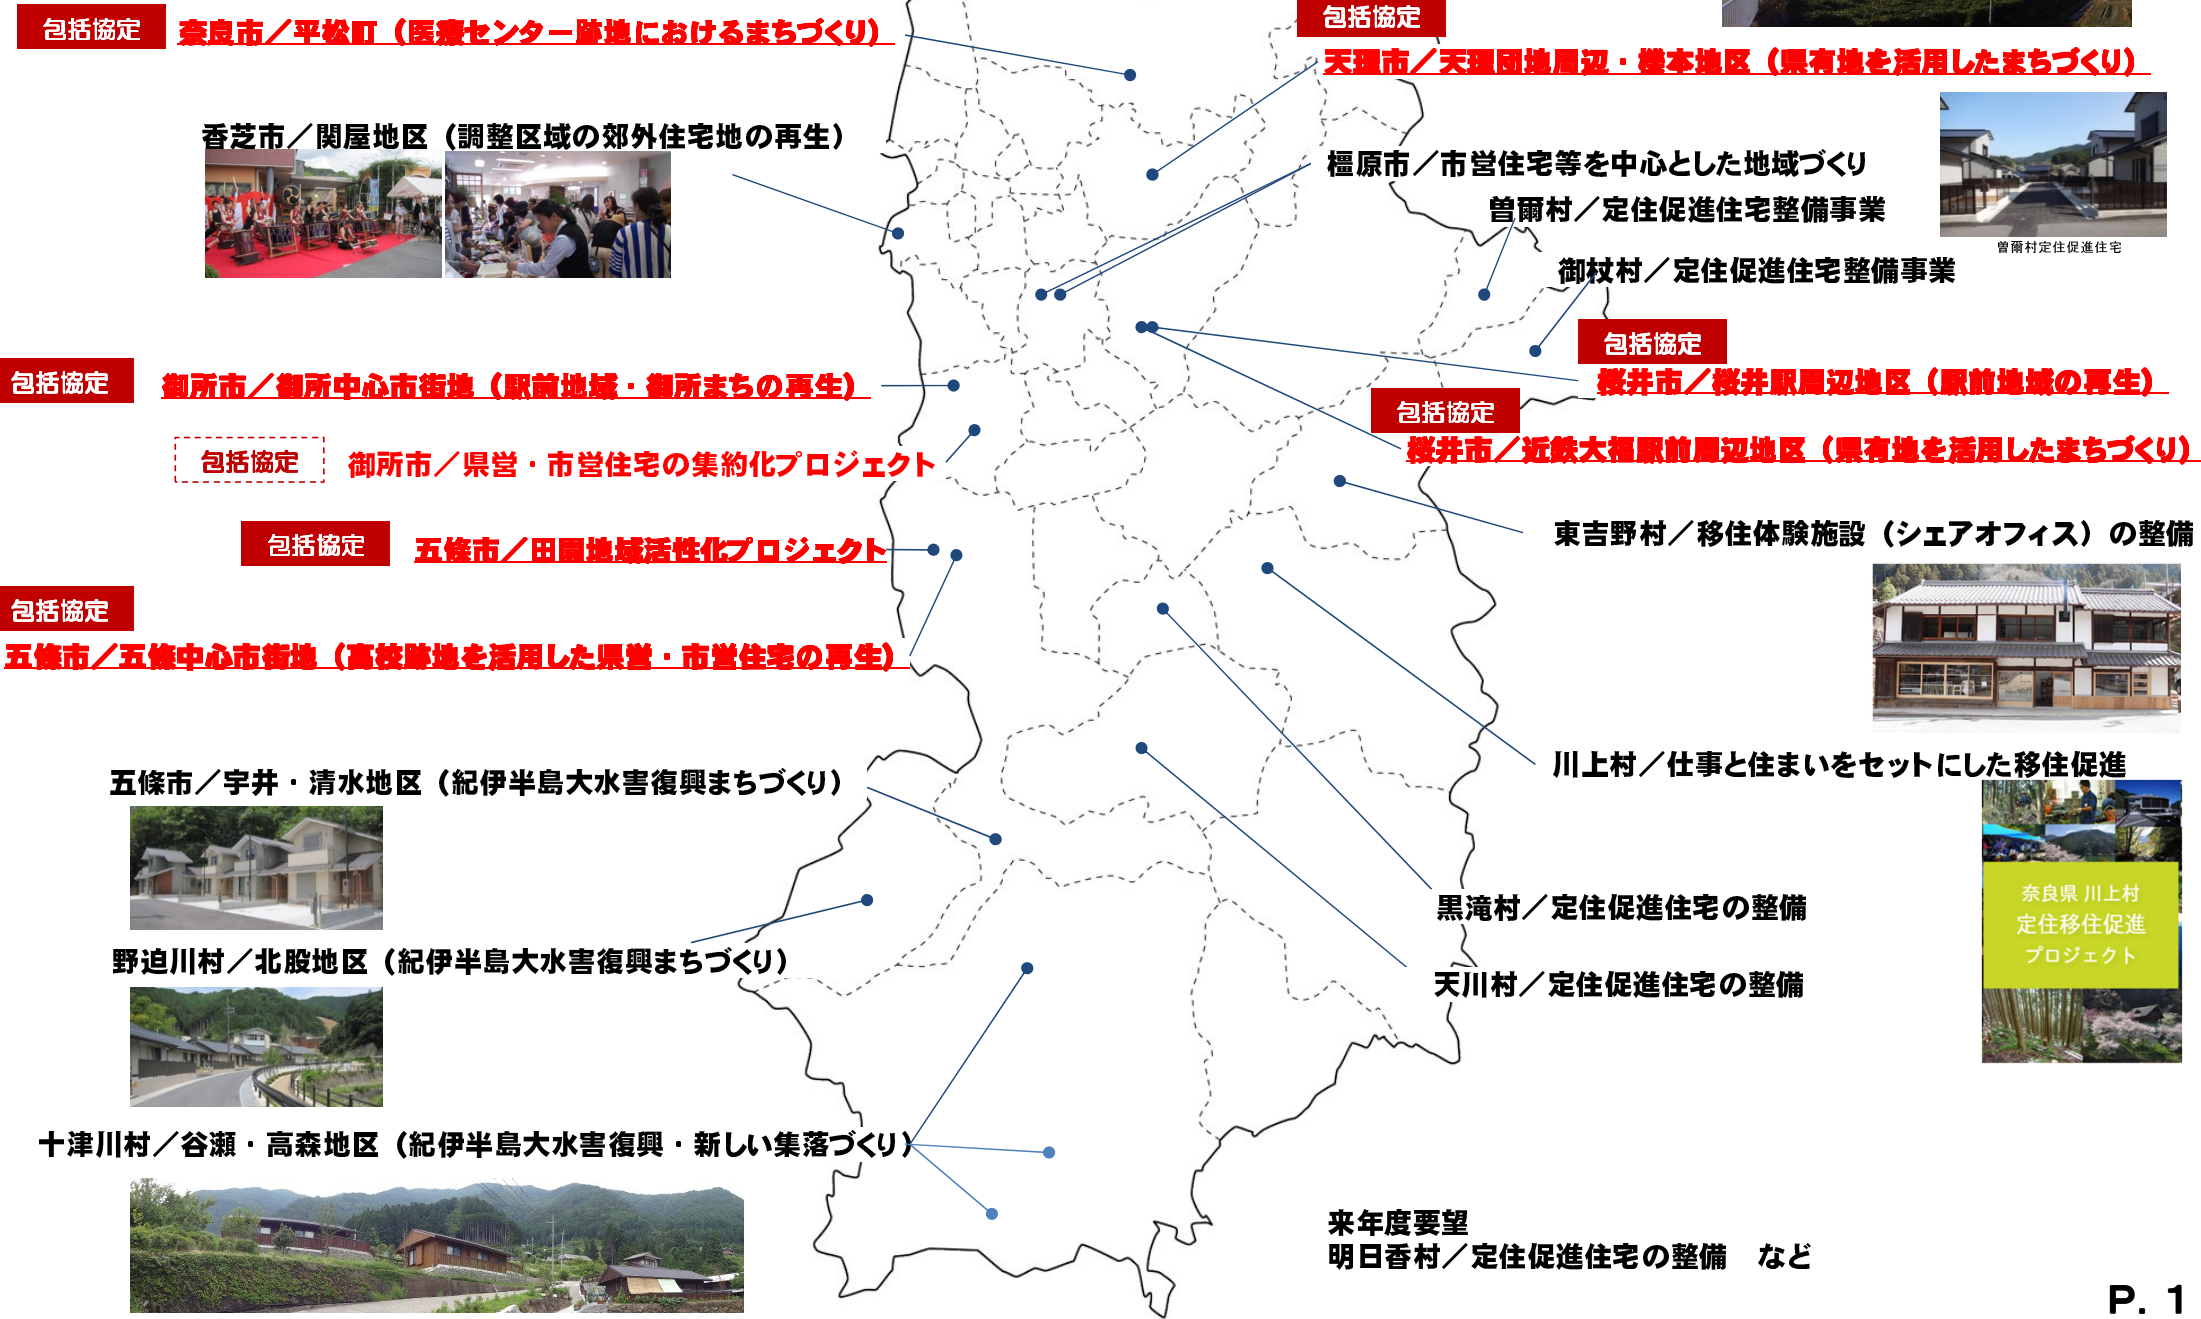 包括協定
奈良市／平松町（医療センター跡地におけるまちづくり）
香芝市／関屋地区（調整区域の郊外住宅地の再生）
包括協定
御所市／御所中心市街地（駅前地域・御所まちの再生）
包括協定
御所市／県営・市営住宅の集約化プロジェクト
包括協定
五條市／田園地域活性化プロジェクト
包括協定
五條市／五條中心市街地（高校跡地を活用した県営・市営住宅の再生）
五條市／宇井・清水地区（紀伊半島大水害復興まちづくり）
野迫川村／北股地区（紀伊半島大水害復興まちづくり）
十津川村／谷瀬・高森地区（紀伊半島大水害復興・新しい集落づくり）
包括協定
天理市／天理団地周辺・櫟本地区（県有地を活用したまちづくり）
橿原市／市営住宅等を中心とした地域づくり
曽爾村／定住促進住宅整備事業
曽爾村定住促進住宅
御杖村／定住促進住宅整備事業
包括協定
桜井市／桜井駅周辺地区（駅前地域の再生）
包括協定
桜井市／近鉄大福駅前周辺地区（県有地を活用したまちづくり）
東吉野村／移住体験施設（シェアオフィス）の整備
川上村／仕事と住まいをセットにした移住促進
奈良県 川上村
定住移住促進
プロジェクト
黒滝村／定住促進住宅の整備
天川村／定住促進住宅の整備
来年度要望
明日香村／定住促進住宅の整備　など
P. 1